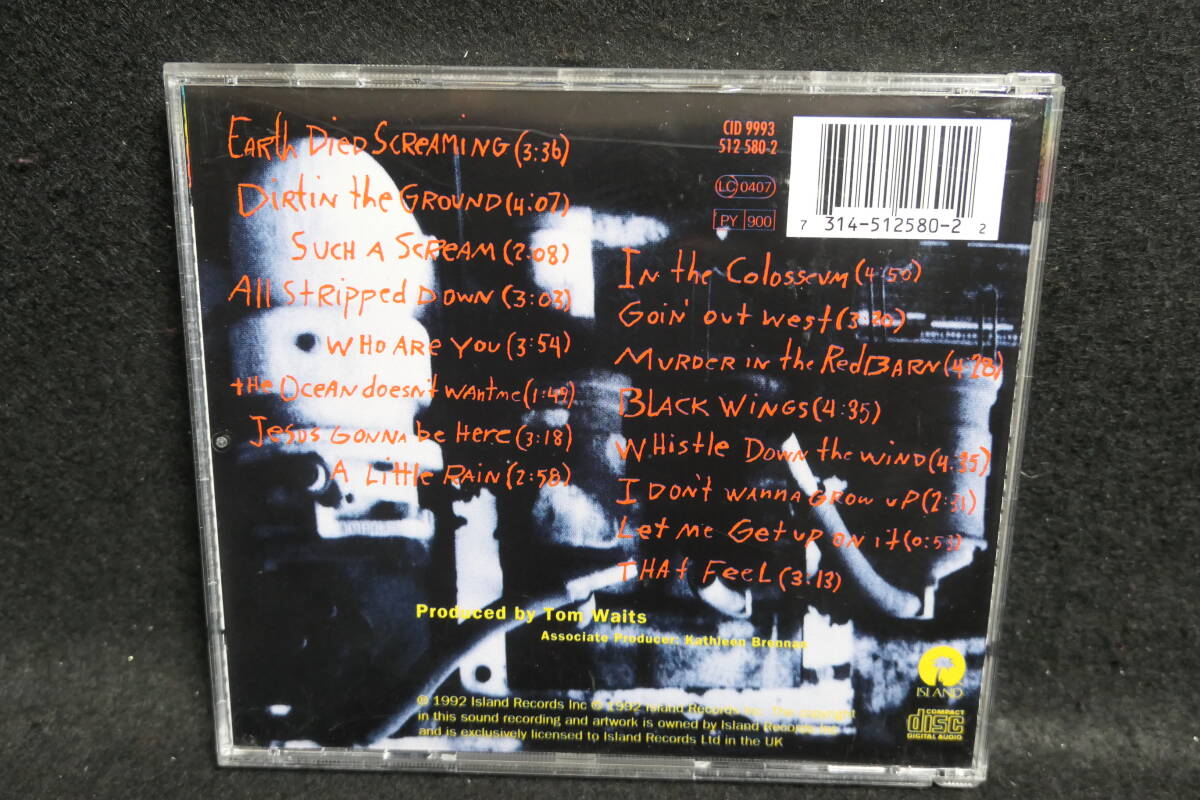 EARTH DIED SCREAMING (3:36)
DIRT IN the GROUND (4:07)
SUCH A SCREAM (2:08)
All StRIPPeD DOWN (3:03)
WHO ARE YOU (3:54)
tHe OCEAN doesn't WANt me (1:49)
JESUS GONNA be HeRe (3:18)
A LittLe RAIN (2:58)
CID 9993
512 580-2
LC 0407
PY 900
7 314-512580-2 2
IN the COLOSSEUM (4:50)
GOIN' OUt West (3:20)
MURDER IN the Red BARN (4:28)
BLACK WINGS (4:35)
WHistle DOWN the WIND (4:35)
I DON't WANNA GROW UP (2:31)
Let Me Get UP ON it (0:53)
tHAt FeeL (3:13)
Produced by Tom Waits
Associate Producer: Kathleen Brennan
ISLAND
℗ 1992 Island Records Inc © 1992 Island Records Inc. The copyright
in this sound recording and artwork is owned by Island Records Inc
and is exclusively licensed to Island Records Ltd in the UK
COMPACT
disc
DIGITAL AUDIO